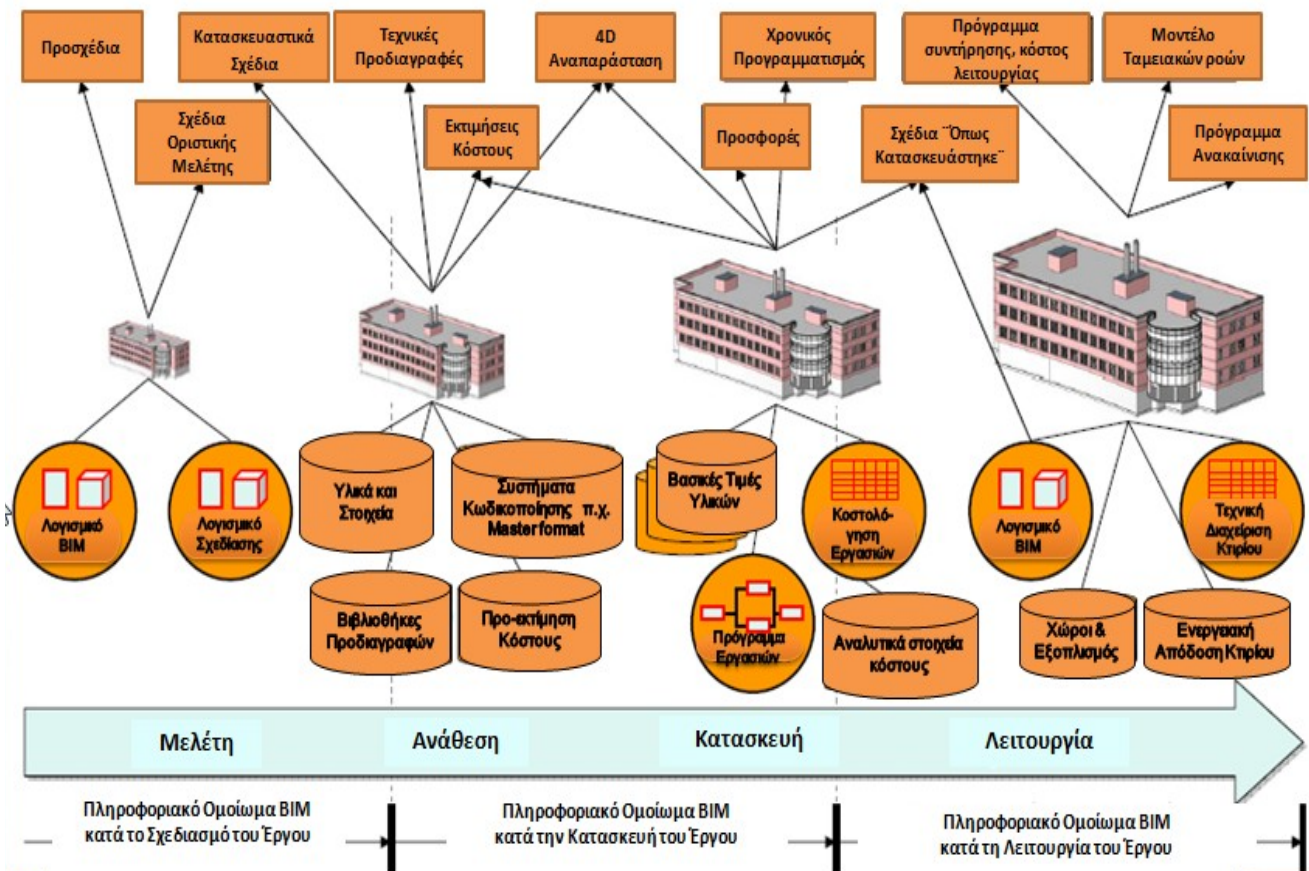 Προσχέδια
Κατασκευαστικά
Σχέδια
Τεχνικές
Προδιαγραφές
4D
Αναπαράσταση
Χρονικός
Προγραμματισμός
Πρόγραμμα
συντήρησης, κόστος
λειτουργίας
Μοντέλο
Ταμειακών ροών
Σχέδια
Οριστικής
Μελέτης
Εκτιμήσεις
Κόστους
Προσφορές
Σχέδια ¨Όπως
Κατασκευάστηκε¨
Πρόγραμμα
Ανακαίνισης
Λογισμικό
BIM
Λογισμικό
Σχεδίασης
Υλικά και
Στοιχεία
Συστήματα
Κωδικοποίησης π.χ.
Master format
Βασικές Τιμές
Υλικών
Κοστολό-
γηση
Εργασιών
Λογισμικό
BIM
Τεχνική
Διαχείριση
Κτιρίου
Βιβλιοθήκες
Προδιαγραφών
Προ-εκτίμηση
Κόστους
Πρόγραμμα
Εργασιών
Αναλυτικά στοιχεία
κόστους
Χώροι &
Εξοπλισμός
Ενεργειακή
Απόδοση Κτιρίου
Μελέτη
Ανάθεση
Κατασκευή
Λειτουργία
Πληροφοριακό Ομοίωμα BIM
κατά το Σχεδιασμό του Έργου
Πληροφοριακό Ομοίωμα BIM
κατά την Κατασκευή του Έργου
Πληροφοριακό Ομοίωμα BIM
κατά τη Λειτουργία του Έργου